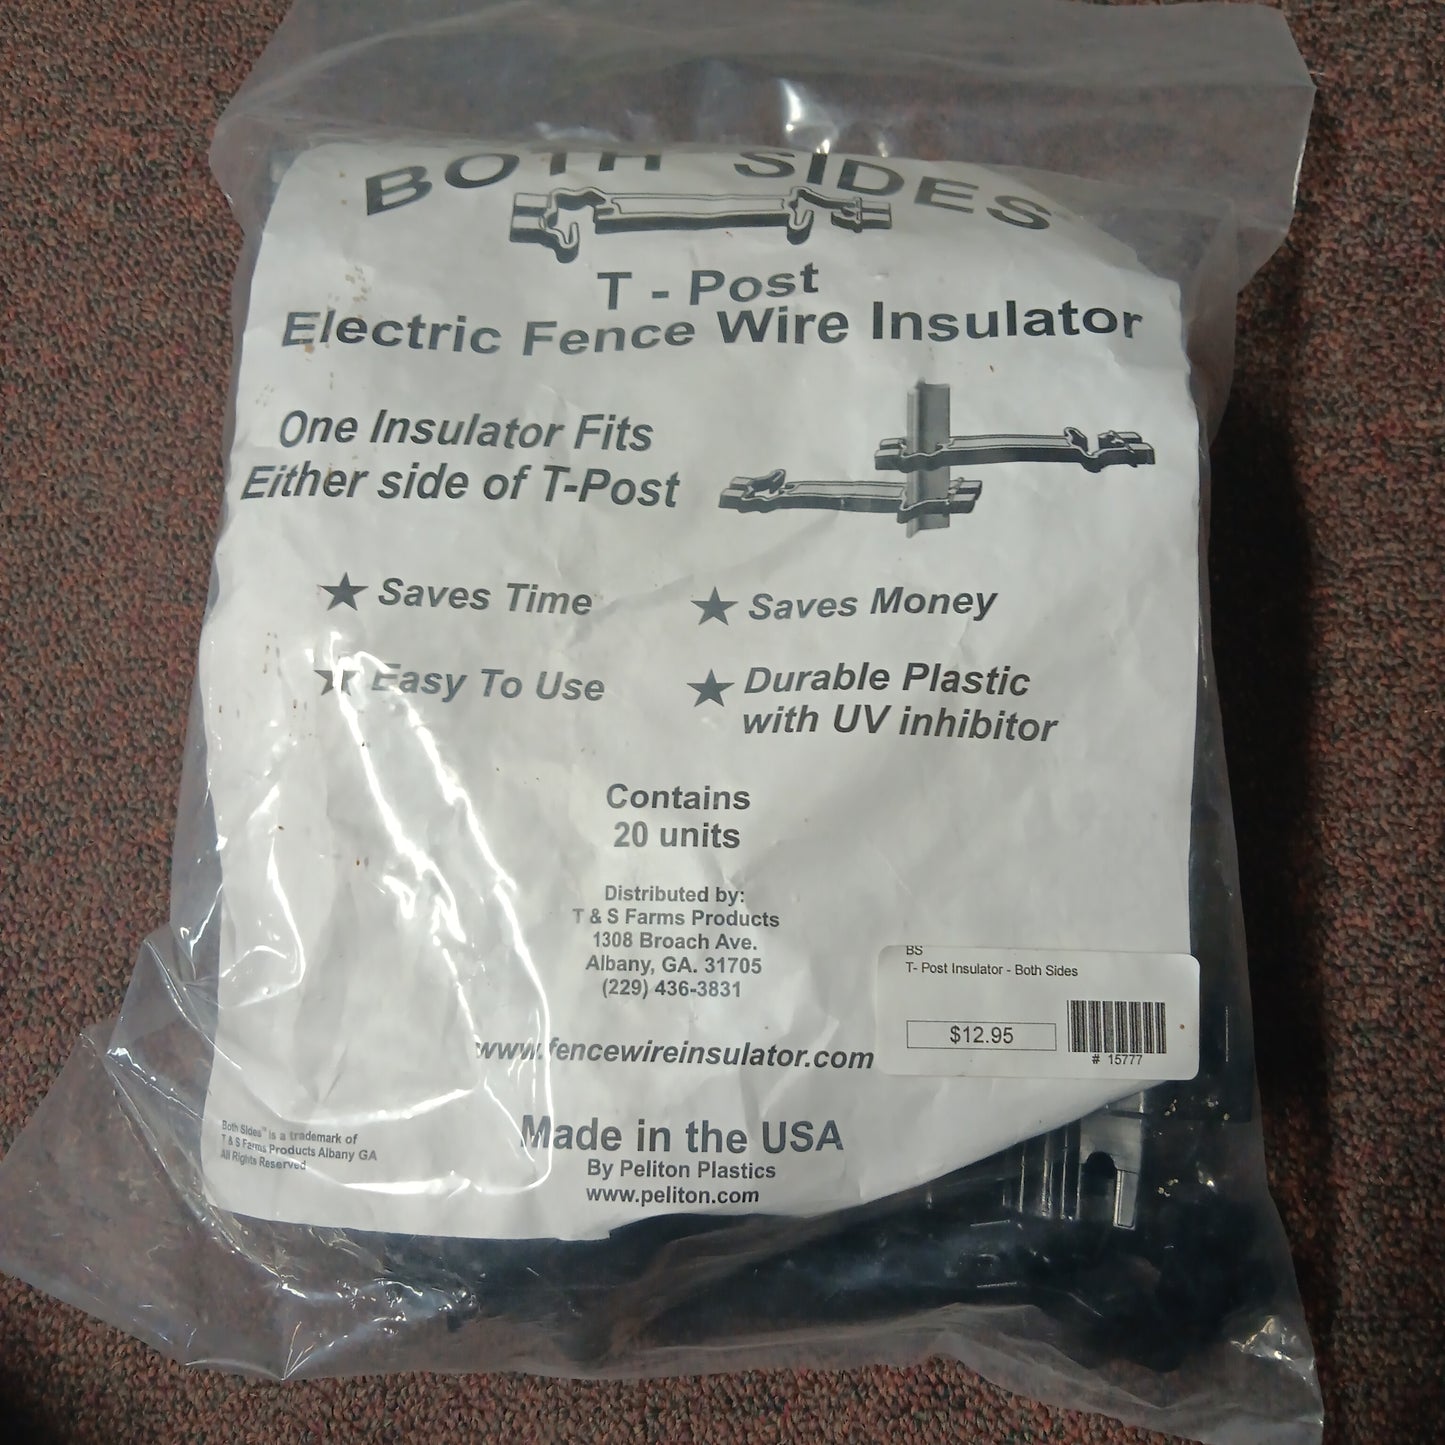 BOTH SIDES
T - Post
Electric Fence Wire Insulator
One Insulator Fits
Either side of T-Post
★ Saves Time
★ Saves Money
★ Easy To Use
★ Durable Plastic
with UV inhibitor
Contains
20 units
Distributed by:
T & S Farms Products
1308 Broach Ave.
Albany, GA. 31705
(229) 436-3831
www.fencewireinsulator.com
BS
T- Post Insulator - Both Sides
$12.95
# 15777
Made in the USA
By Peliton Plastics
www.peliton.com
Both Sides™ is a trademark of
T & S Farms Products Albany GA
All Rights Reserved